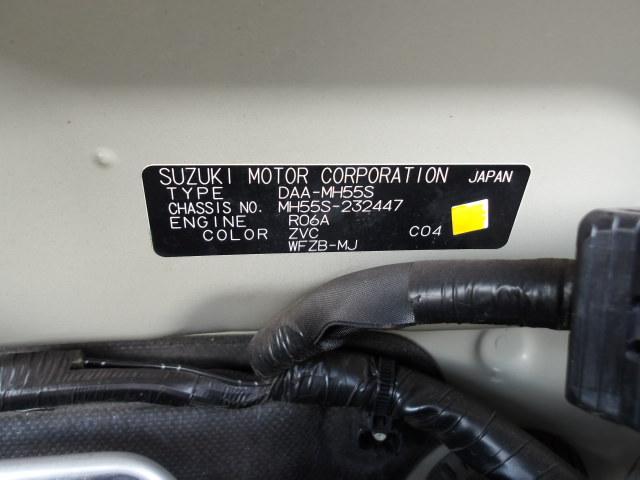 SUZUKI MOTOR CORPORATION JAPAN
TYPE DAA-MH55S
CHASSIS NO. MH55S-232447
ENGINE R06A
COLOR ZVC C04
WFZB-MJ